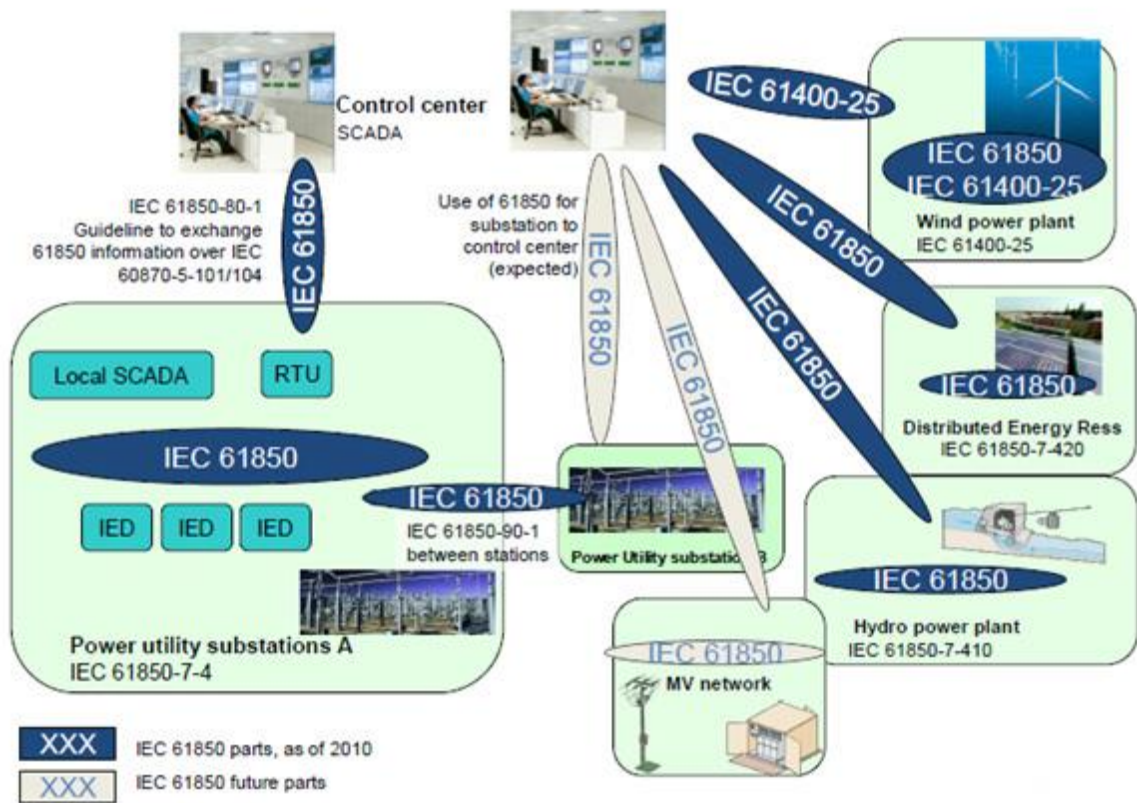 Control center
SCADA
IEC 61850-80-1
Guideline to exchange
61850 information over IEC
60870-5-101/104
IEC 61850
Use of 61850 for
substation to
control center
(expected)
IEC 61850
IEC 61850
IEC 61850
IEC 61850
IEC 61400-25
IEC 61850
IEC 61400-25
Wind power plant
IEC 61400-25
IEC 61850
Distributed Energy Ress
IEC 61850-7-420
IEC 61850
Hydro power plant
IEC 61850-7-410
Local SCADA
RTU
IEC 61850
IED
IED
IED
IEC 61850
IEC 61850-90-1
between stations
Power utility substations A
IEC 61850-7-4
Power Utility substation B
IEC 61850
MV network
XXX
IEC 61850 parts, as of 2010
XXX
IEC 61850 future parts